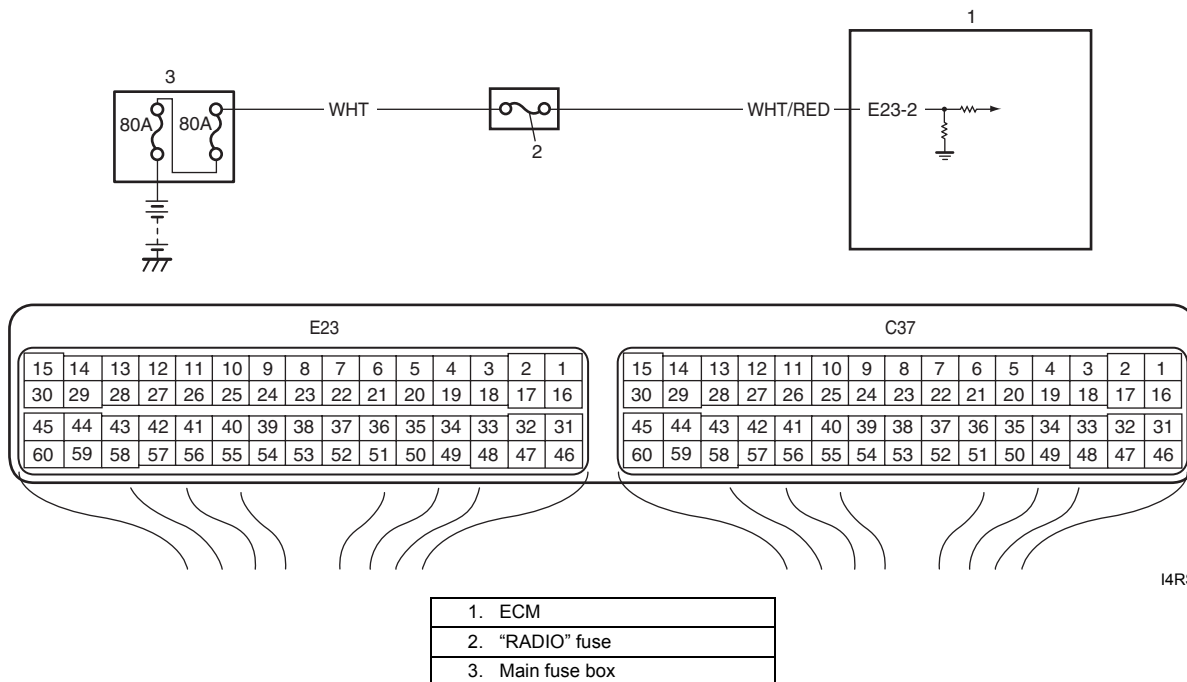 1
3
80A 80A WHT WHT/RED E23-2
2
E23 C37
15 14 13 12 11 10 9 8 7 6 5 4 3 2 1 15 14 13 12 11 10 9 8 7 6 5 4 3 2 1
30 29 28 27 26 25 24 23 22 21 20 19 18 17 16 30 29 28 27 26 25 24 23 22 21 20 19 18 17 16
45 44 43 42 41 40 39 38 37 36 35 34 33 32 31 45 44 43 42 41 40 39 38 37 36 35 34 33 32 31
60 59 58 57 56 55 54 53 52 51 50 49 48 47 46 60 59 58 57 56 55 54 53 52 51 50 49 48 47 46
1. ECM
2. “RADIO” fuse
3. Main fuse box